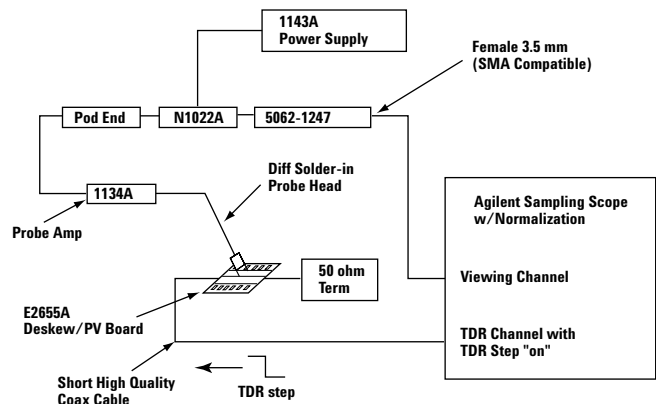 1143A
Power Supply
Female 3.5 mm
(SMA Compatible)
Pod End
N1022A
5062-1247
Diff Solder-in
Probe Head
1134A
Probe Amp
Agilent Sampling Scope
w/Normalization
50 ohm
Term
Viewing Channel
E2655A
Deskew/PV Board
TDR Channel with
TDR Step "on"
Short High Quality
Coax Cable
TDR step